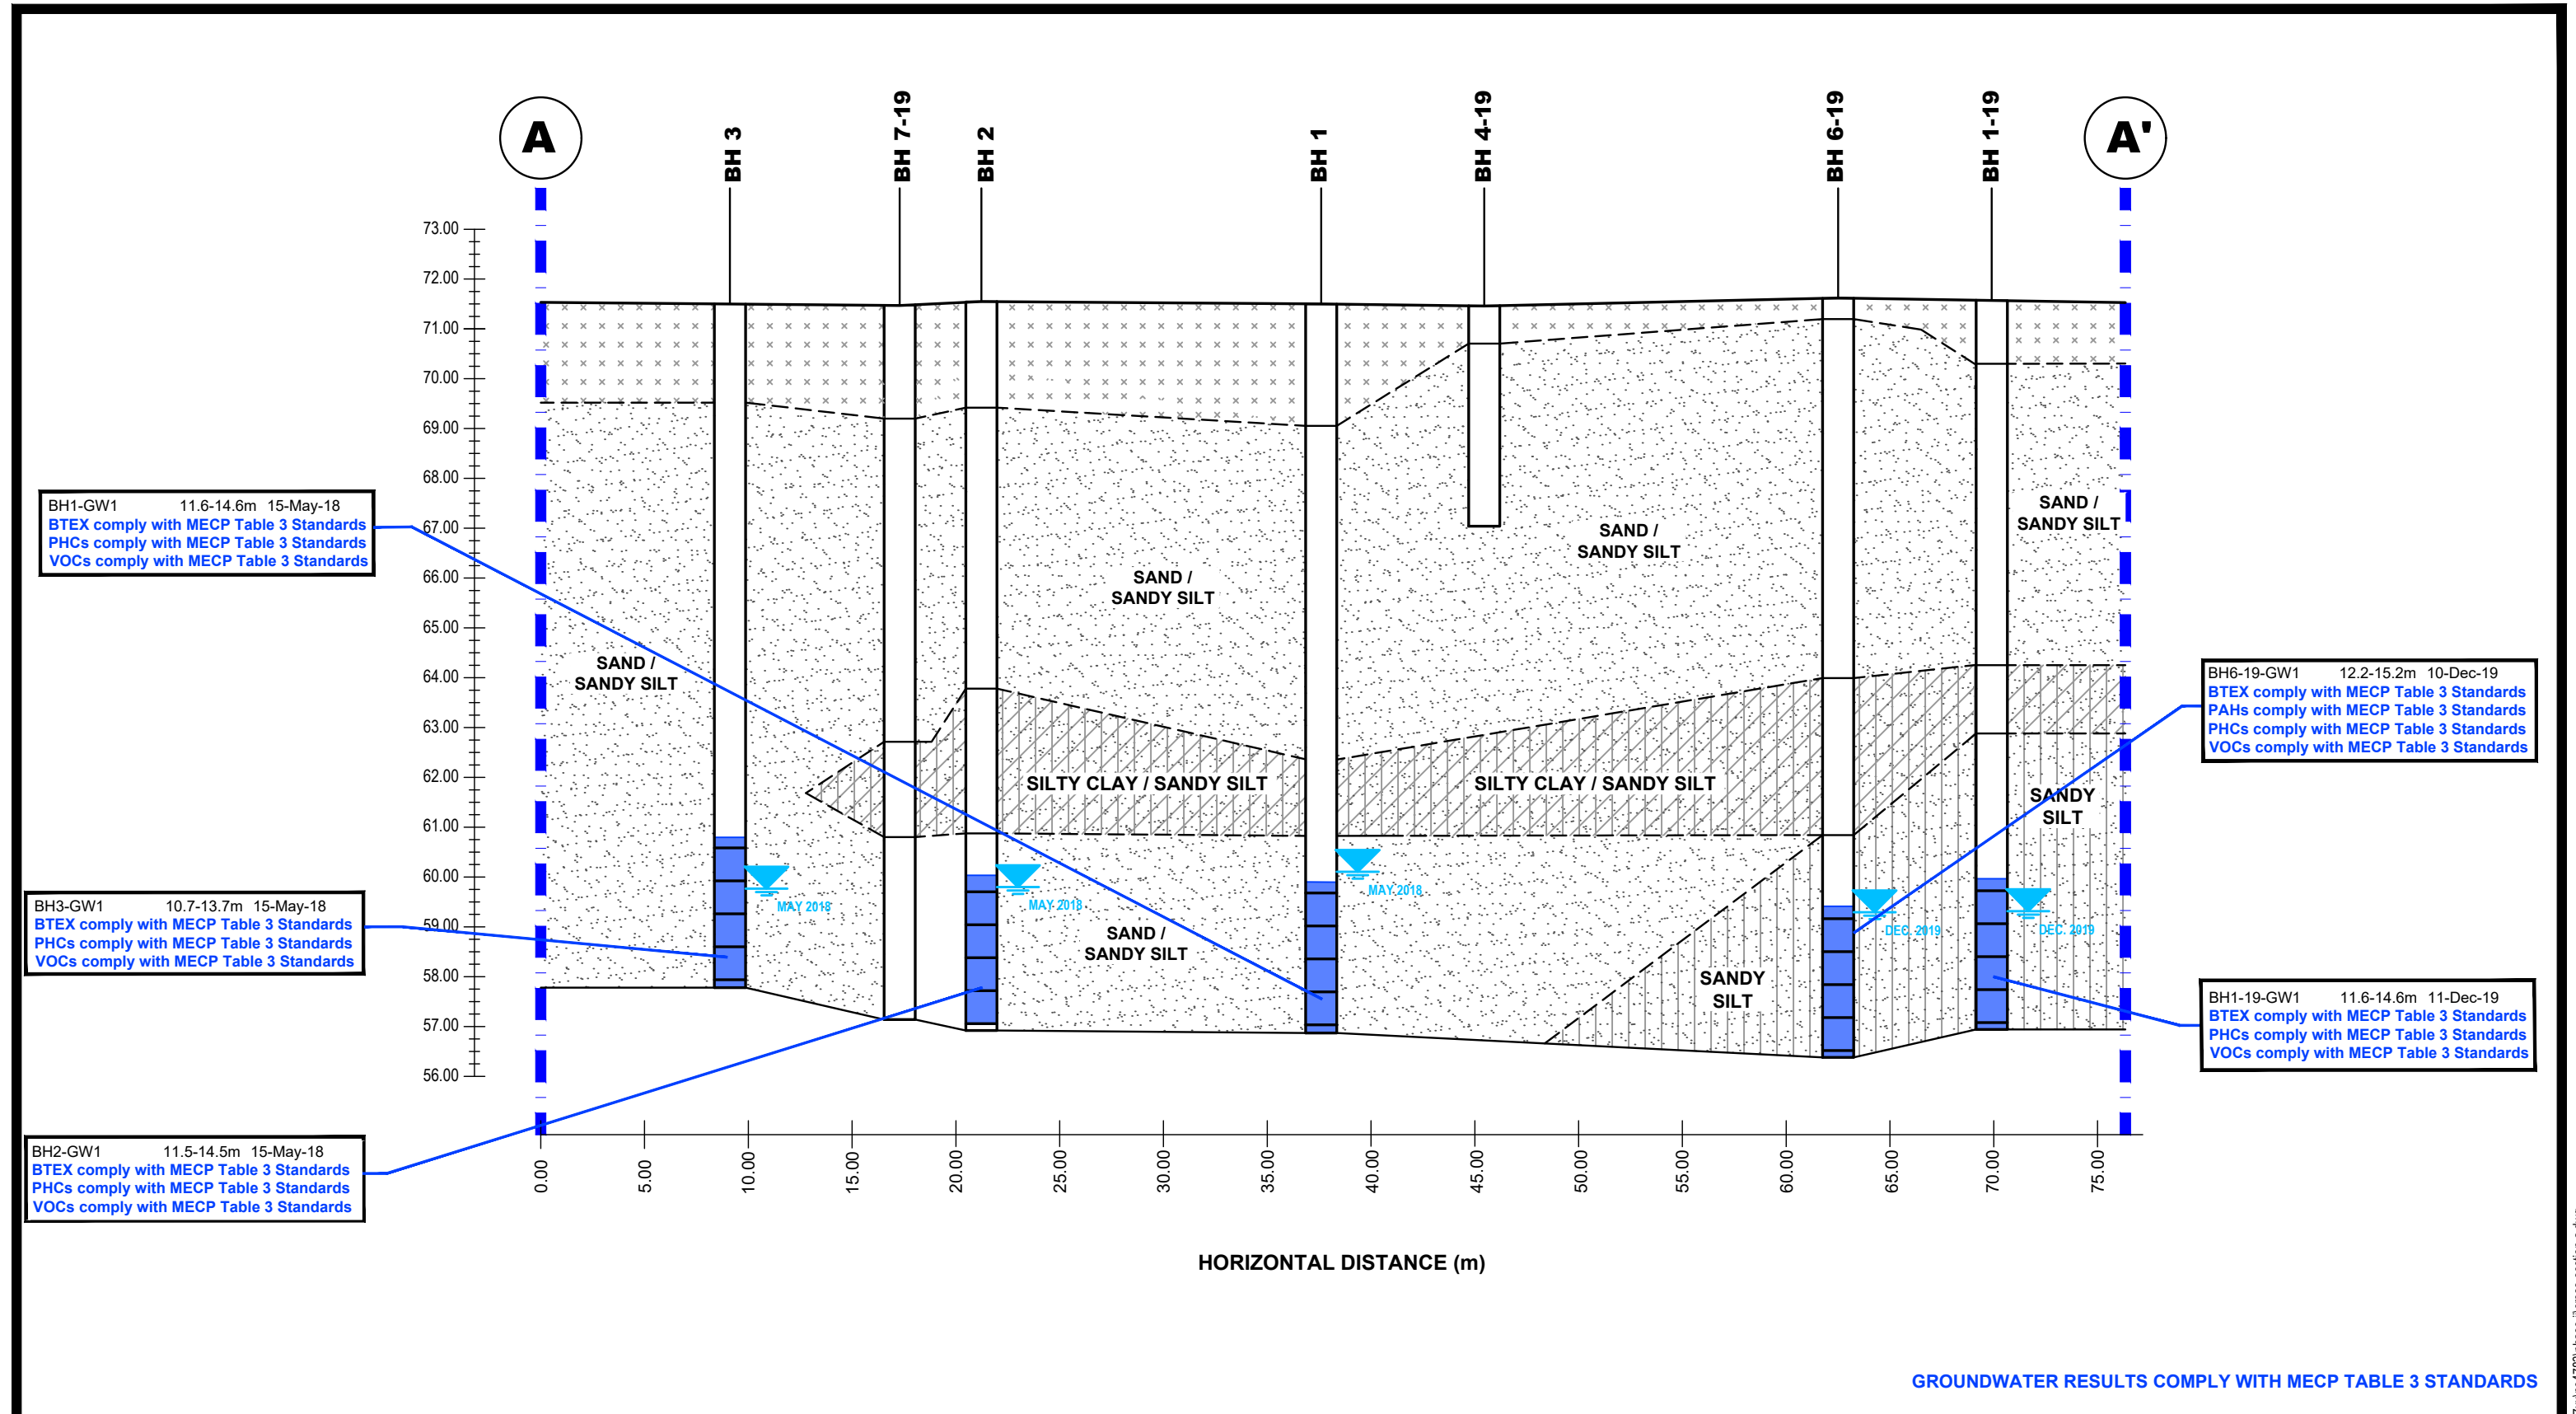 A
BH 3
BH 7-19
BH 2
BH 1
BH 4-19
BH 6-19
BH 1-19
A'
73.00
72.00
71.00
70.00
69.00
68.00
67.00
66.00
65.00
64.00
63.00
62.00
61.00
60.00
59.00
58.00
57.00
56.00
BH1-GW1 11.6-14.6m 15-May-18
BTEX comply with MECP Table 3 Standards
PHCs comply with MECP Table 3 Standards
VOCs comply with MECP Table 3 Standards
SAND /
SANDY SILT
SAND /
SANDY SILT
SAND /
SANDY SILT
SAND /
SANDY SILT
BH6-19-GW1 12.2-15.2m 10-Dec-19
BTEX comply with MECP Table 3 Standards
PAHs comply with MECP Table 3 Standards
PHCs comply with MECP Table 3 Standards
VOCs comply with MECP Table 3 Standards
SILTY CLAY / SANDY SILT
SILTY CLAY / SANDY SILT
SANDY
SILT
BH3-GW1 10.7-13.7m 15-May-18
BTEX comply with MECP Table 3 Standards
PHCs comply with MECP Table 3 Standards
VOCs comply with MECP Table 3 Standards
MAY 2018
MAY 2018
MAY 2018
DEC. 2019
DEC. 2019
SAND /
SANDY SILT
SANDY
SILT
BH1-19-GW1 11.6-14.6m 11-Dec-19
BTEX comply with MECP Table 3 Standards
PHCs comply with MECP Table 3 Standards
VOCs comply with MECP Table 3 Standards
BH2-GW1 11.5-14.5m 15-May-18
BTEX comply with MECP Table 3 Standards
PHCs comply with MECP Table 3 Standards
VOCs comply with MECP Table 3 Standards
0.00
5.00
10.00
15.00
20.00
25.00
30.00
35.00
40.00
45.00
50.00
55.00
60.00
65.00
70.00
75.00
HORIZONTAL DISTANCE (m)
GROUNDWATER RESULTS COMPLY WITH MECP TABLE 3 STANDARDS